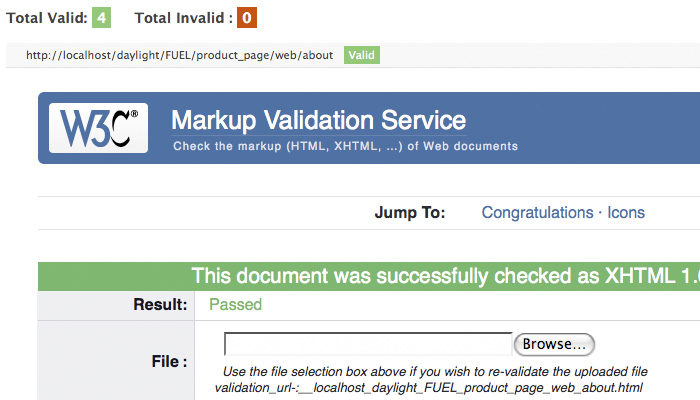 Total Valid: 4 Total Invalid : 0
http://localhost/daylight/FUEL/product_page/web/about Valid
W3C® Markup Validation Service
Check the markup (HTML, XHTML, ...) of Web documents
Jump To: Congratulations · Icons
This document was successfully checked as XHTML 1.
Result: Passed
File : Browse...
Use the file selection box above if you wish to re-validate the uploaded file
validation_url-:__localhost_daylight_FUEL_product_page_web_about.html